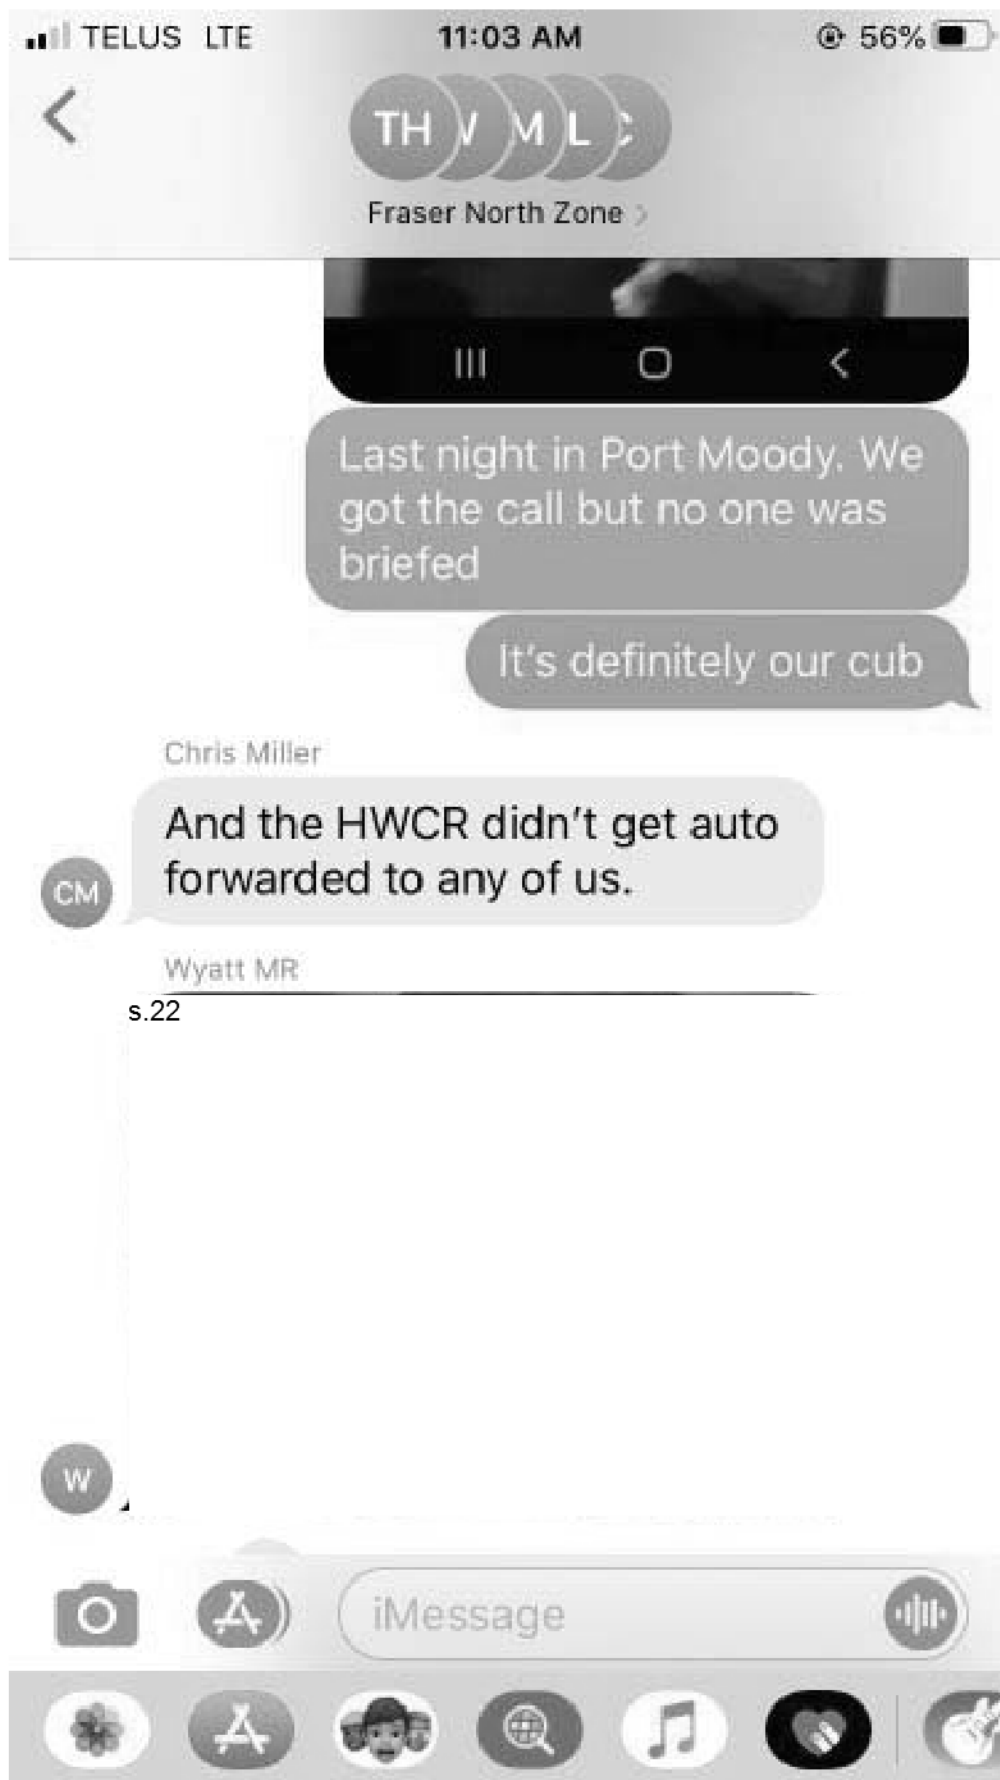 TELUS LTE 11:03 AM 56%
TH V M L C
Fraser North Zone
Last night in Port Moody. We
got the call but no one was
briefed
It's definitely our cub
Chris Miller
And the HWCR didn't get auto
forwarded to any of us.
CM
Wyatt MR
s.22
W
iMessage